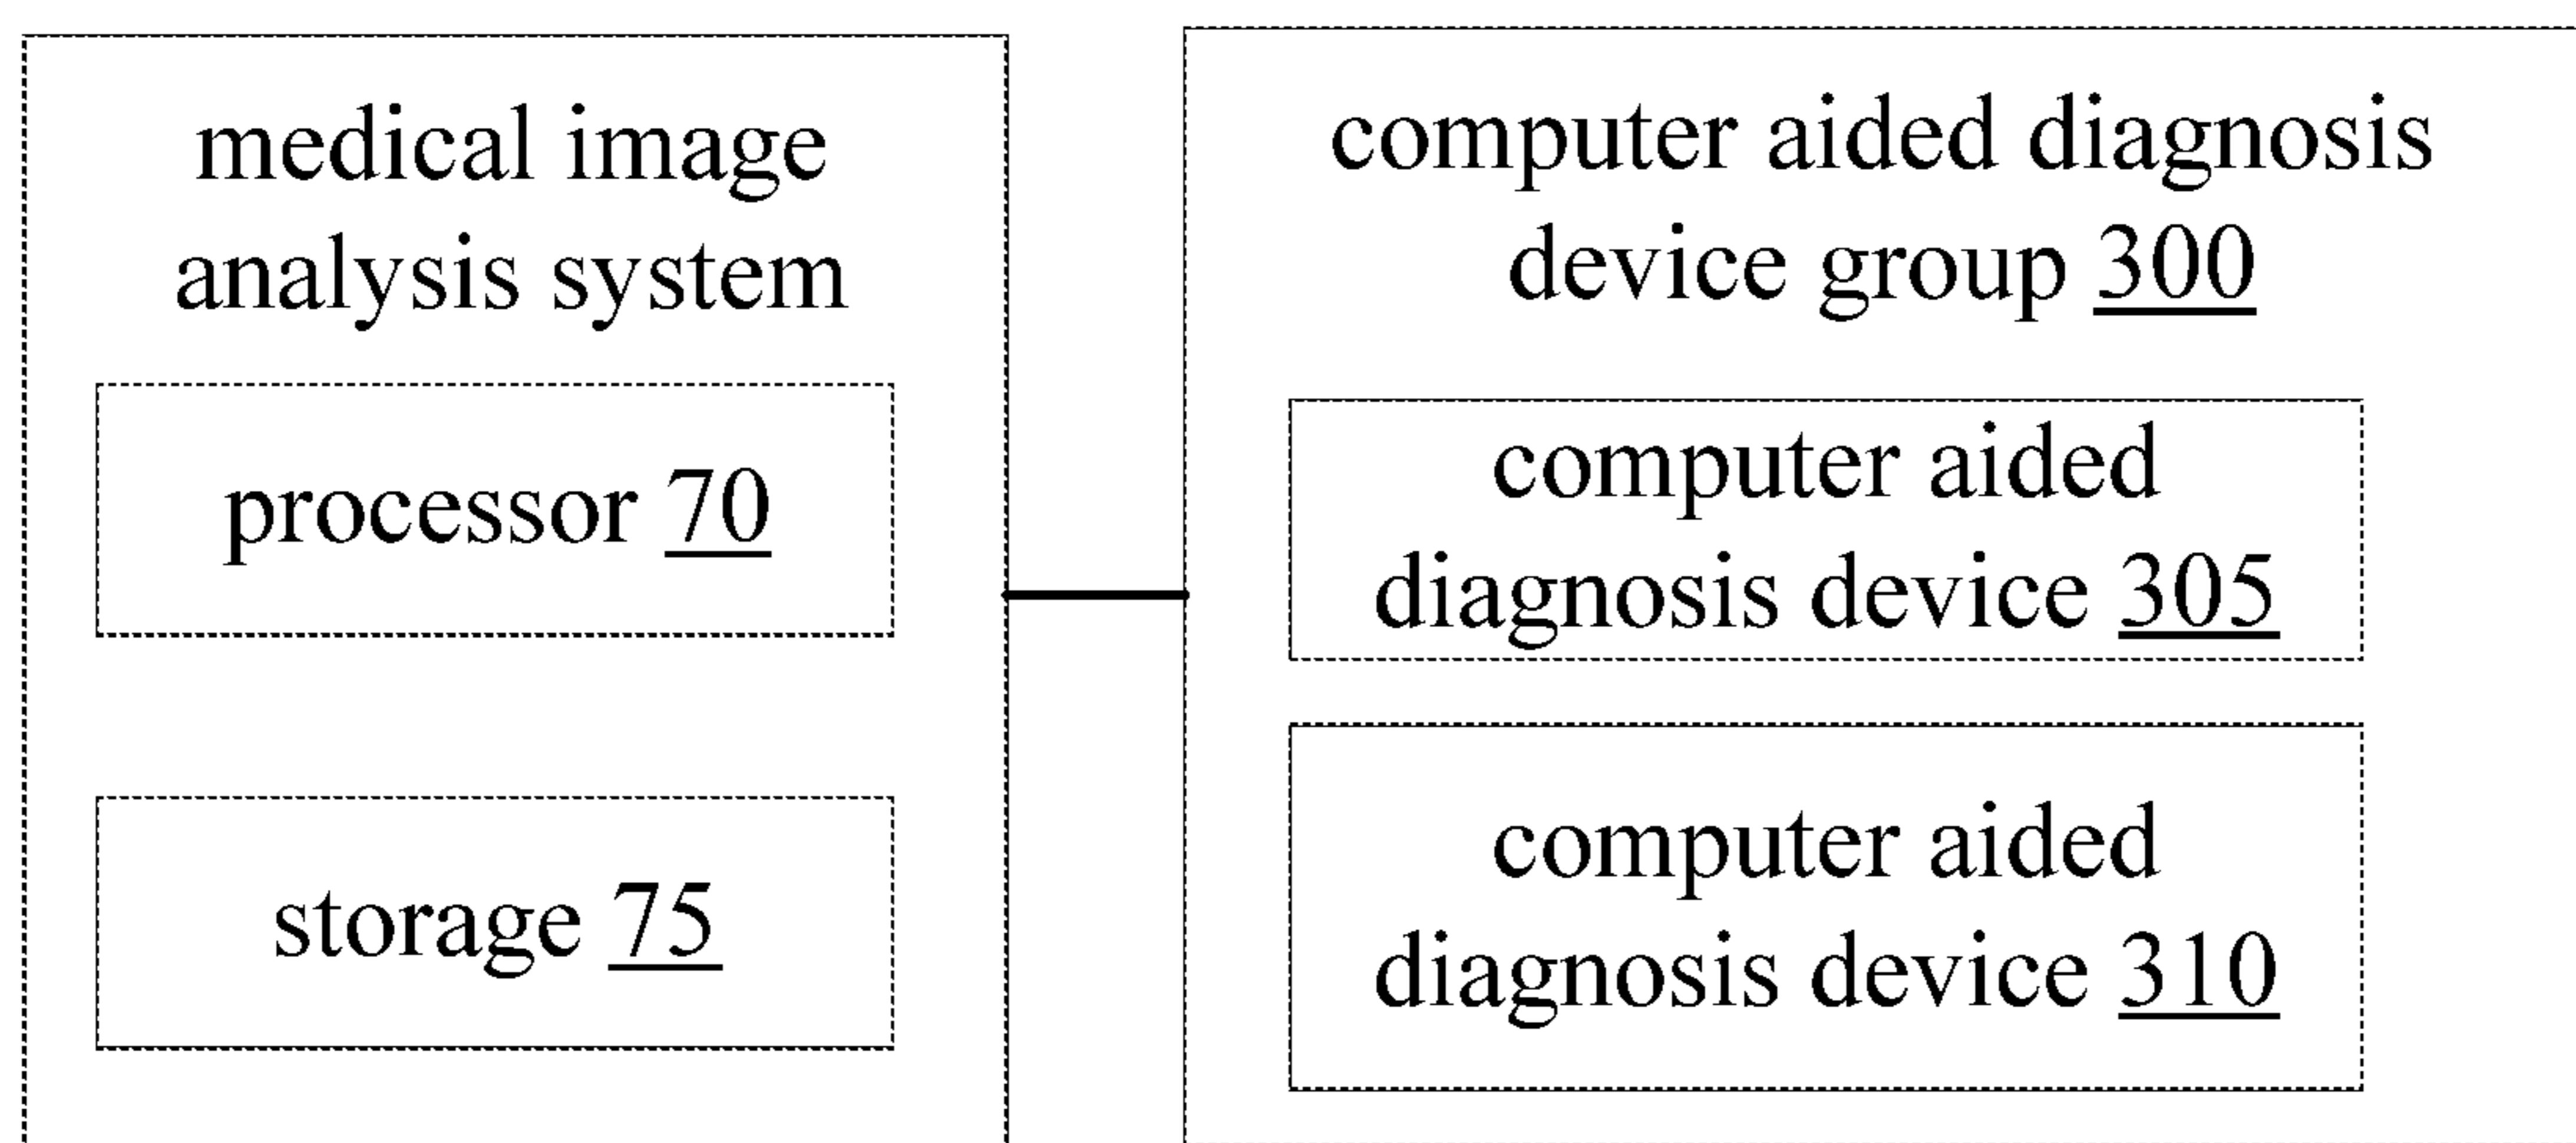 medical image
analysis system
processor 70
storage 75
computer aided diagnosis
device group 300
computer aided
diagnosis device 305
computer aided
diagnosis device 310